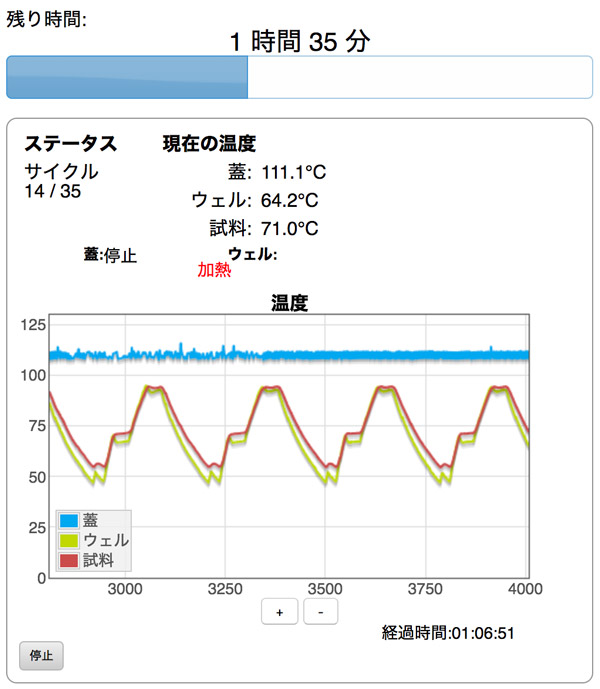 残り時間:
1 時間 35 分
ステータス 現在の温度
サイクル 蓋: 111.1°C
14 / 35
ウェル: 64.2°C
試料: 71.0°C
蓋:停止 ウェル:
加熱
温度
125
100
75
50
25
0
蓋
ウェル
試料
3000 3250 3500 3750 4000
+ -
経過時間:01:06:51
停止